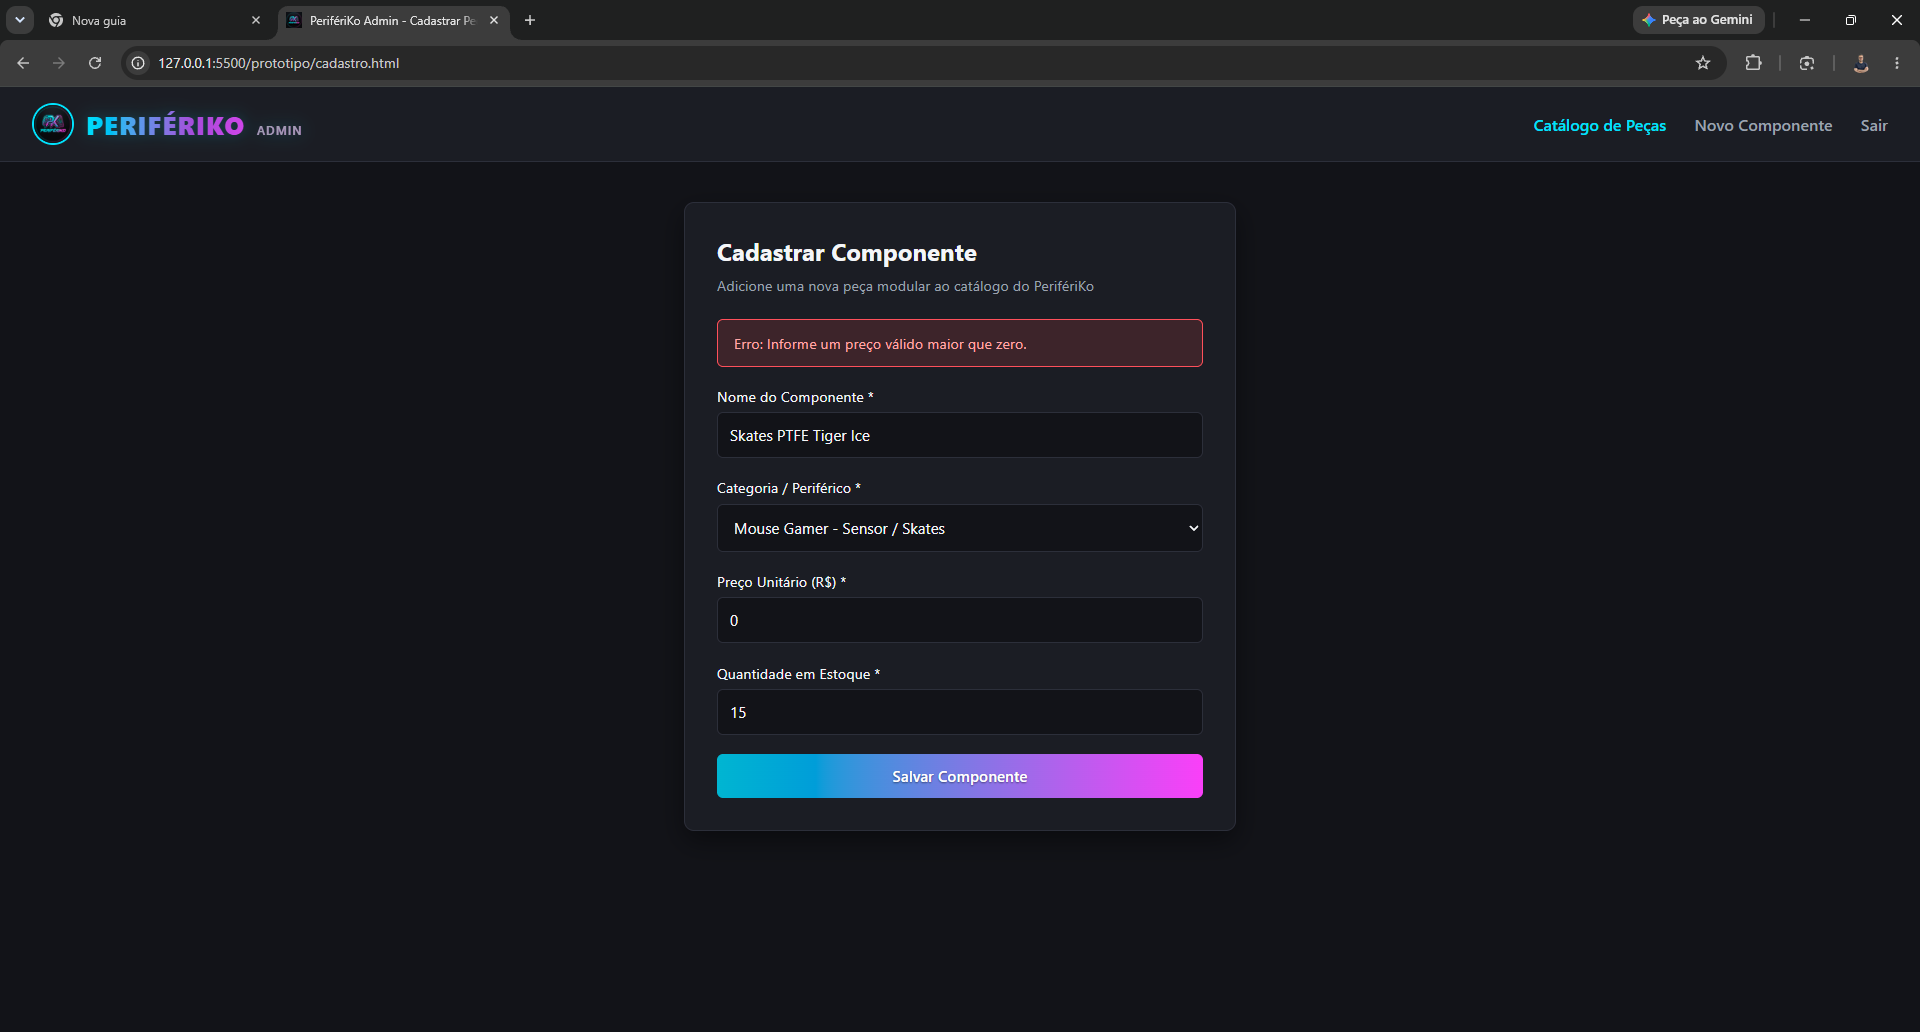 Nova guia
PerifériKo Admin - Cadastrar Pe
Peça ao Gemini
127.0.0.1:5500/prototipo/cadastro.html
PERIFÉRIKO ADMIN
Catálogo de Peças
Novo Componente
Sair
Cadastrar Componente
Adicione uma nova peça modular ao catálogo do PerifériKo
Erro: Informe um preço válido maior que zero.
Nome do Componente *
Skates PTFE Tiger Ice
Categoria / Periférico *
Mouse Gamer - Sensor / Skates
Preço Unitário (R$) *
0
Quantidade em Estoque *
15
Salvar Componente